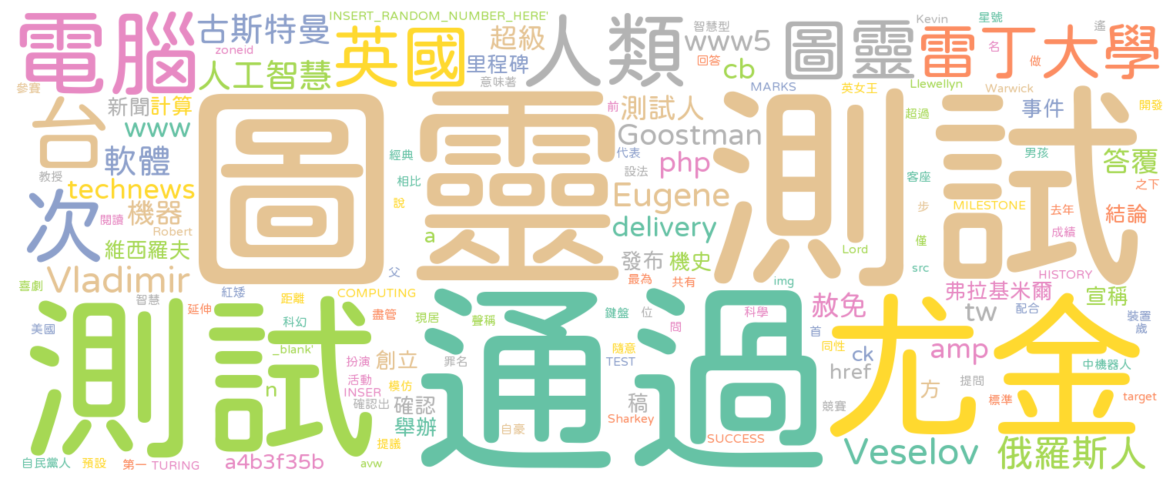 電腦
古斯特曼
INSERT_RANDOM_NUMBER_HERE'
zoneid
英國
超級
里程碑
人類
智慧型
www5
回答
cb
圖靈
Kevin
星號
遙
名
做
雷丁大學
參賽
人工智慧
意味著
MARKS
英女王
Llewellyn
Warwick
開發
台
新聞
計算
www
軟體
教授
technews
圖靈測試
前
測試人
Goostman
經典
代表
設法
php
相比
說
Eugene
超過
事件
男孩
答覆
客座
之下
步
MILESTONE
去年
結論
成績
次
閱讀
機器
Robert
維西羅夫
a
delivery
僅
Lord
Vladimir
喜劇
智慧
紅矮
父
發布
機史
最為
共有
img
src
HISTORY
弗拉基米爾
宣稱
延伸
距離
COMPUTING
盡管
美國
測試
科幻
現居
聲稱
通過
鍵盤
位
問
科學
赦免
首
尤金
tw
配合
裝置
歲
_blank'
扮演
創立
罪名
隨意
TEST
同性
ck
amp
中機器人
n
活動
INSER
模仿
href
方
提問
標準
target
確認出
確認
稿
競賽
Sharkey
提議
舉辦
自豪
SUCCESS
自民黨人
預設
第一
TURING
a4b3f35b
avw
Veselov
俄羅斯人